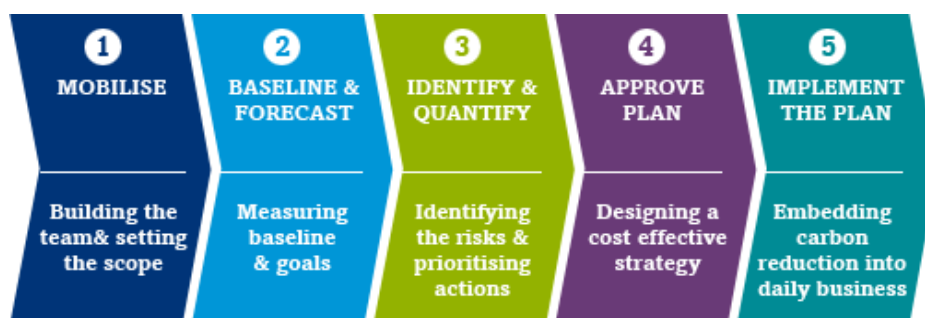 1
MOBILISE
Building the
team& setting
the scope
2
BASELINE &
FORECAST
Measuring
baseline
& goals
3
IDENTIFY &
QUANTIFY
Identifying
the risks &
prioritising
actions
4
APPROVE
PLAN
Designing a
cost effective
strategy
5
IMPLEMENT
THE PLAN
Embedding
carbon
reduction into
daily business